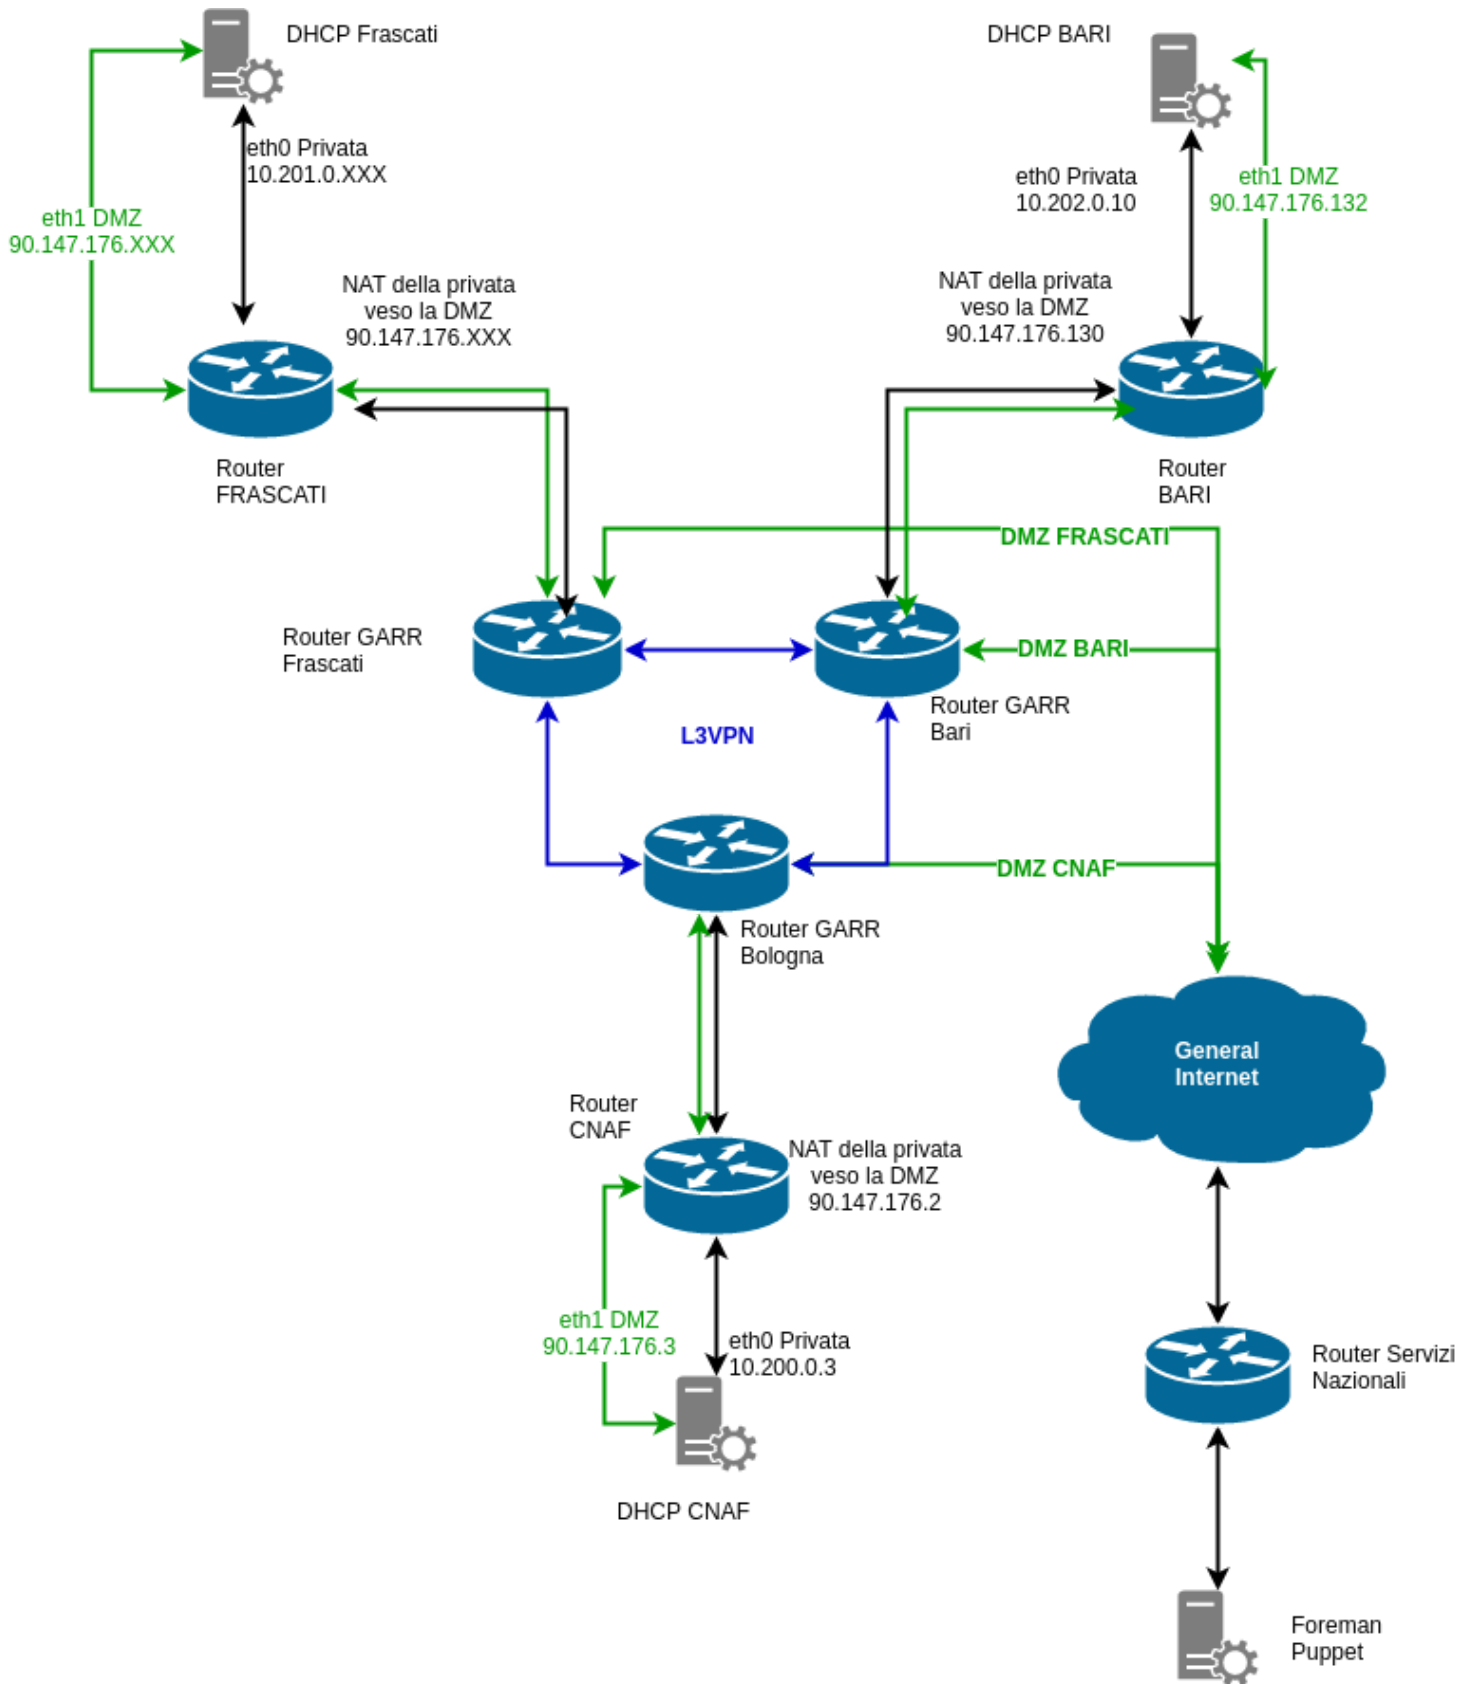 DHCP Frascati
DHCP BARI
eth0 Privata
10.201.0.XXX
eth0 Privata
10.202.0.10
eth1 DMZ
90.147.176.132
eth1 DMZ
90.147.176.XXX
NAT della privata
veso la DMZ
90.147.176.XXX
NAT della privata
veso la DMZ
90.147.176.130
Router
FRASCATI
Router
BARI
DMZ FRASCATI
Router GARR
Frascati
DMZ BARI
Router GARR
Bari
L3VPN
DMZ CNAF
Router GARR
Bologna
General
Internet
Router
CNAF
NAT della privata
veso la DMZ
90.147.176.2
eth1 DMZ
90.147.176.3
eth0 Privata
10.200.0.3
Router Servizi
Nazionali
DHCP CNAF
Foreman
Puppet